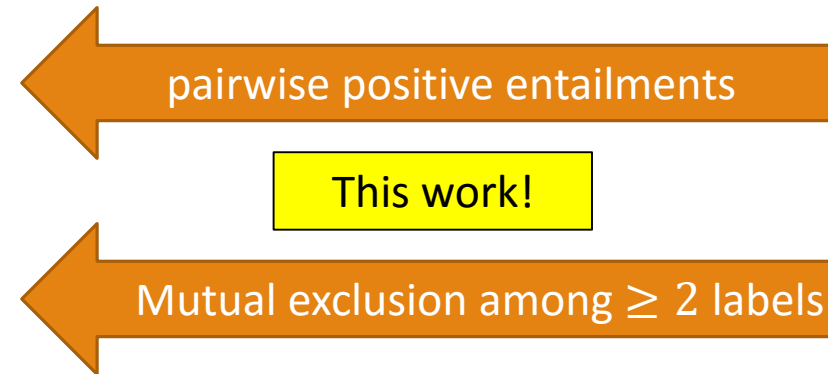 pairwise positive entailments
This work!
Mutual exclusion among ≥ 2 labels